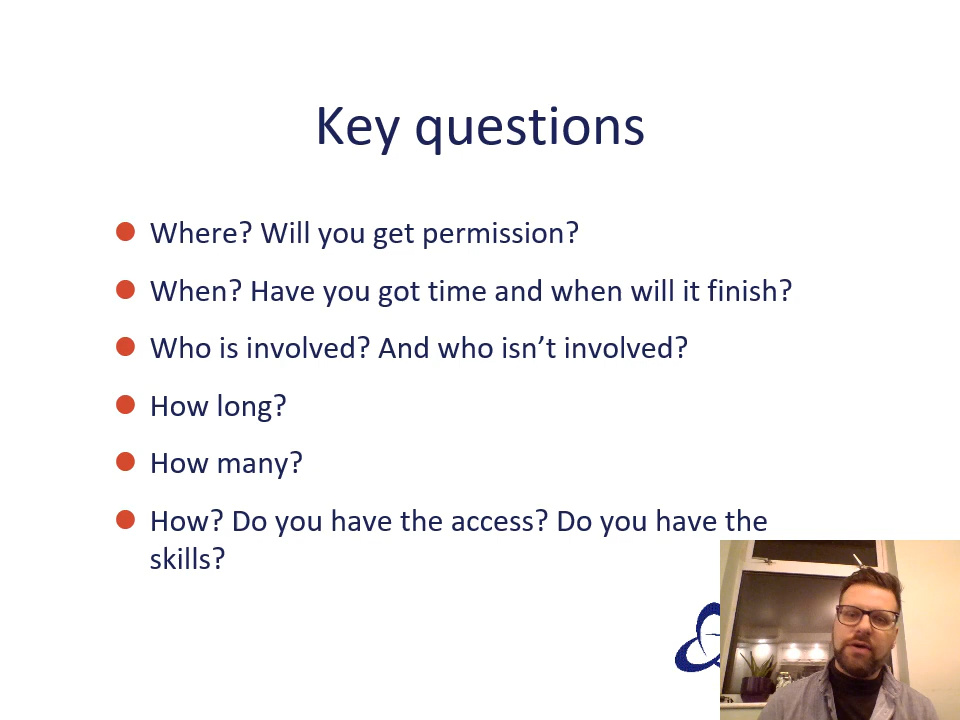 Key questions
Where? Will you get permission?
When? Have you got time and when will it finish?
Who is involved? And who isn’t involved?
How long?
How many?
How? Do you have the access? Do you have the
skills?